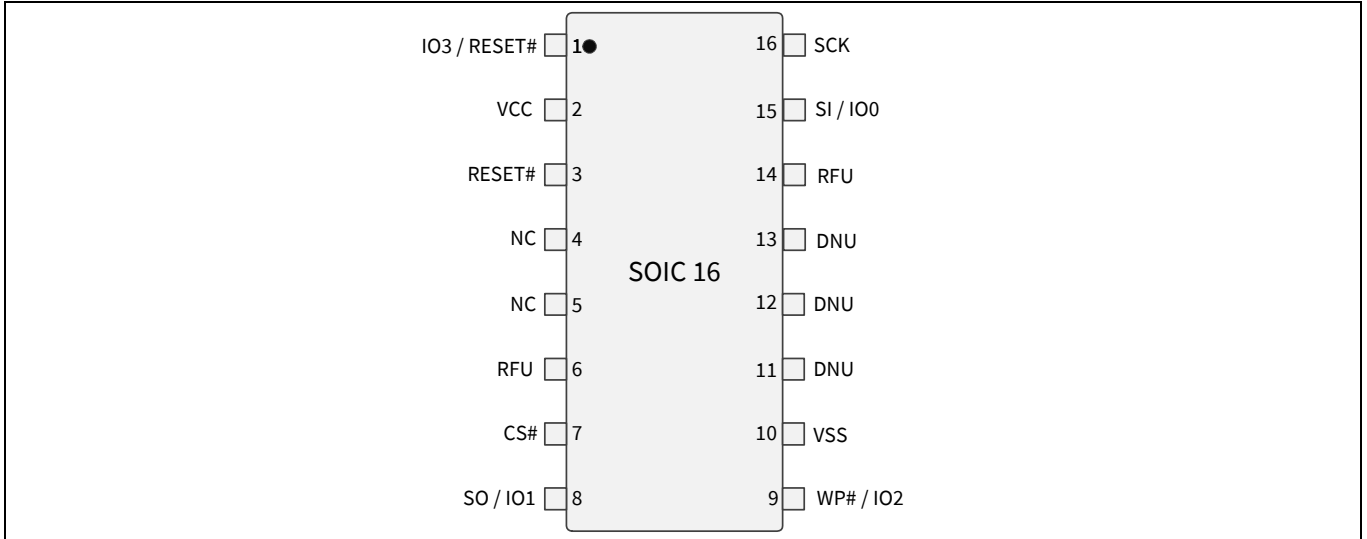 IO3 / RESET# 1 16 SCK
VCC 2 15 SI / IO0
RESET# 3 14 RFU
NC 4 13 DNU
SOIC 16
NC 5 12 DNU
RFU 6 11 DNU
CS# 7 10 VSS
SO / IO1 8 9 WP# / IO2